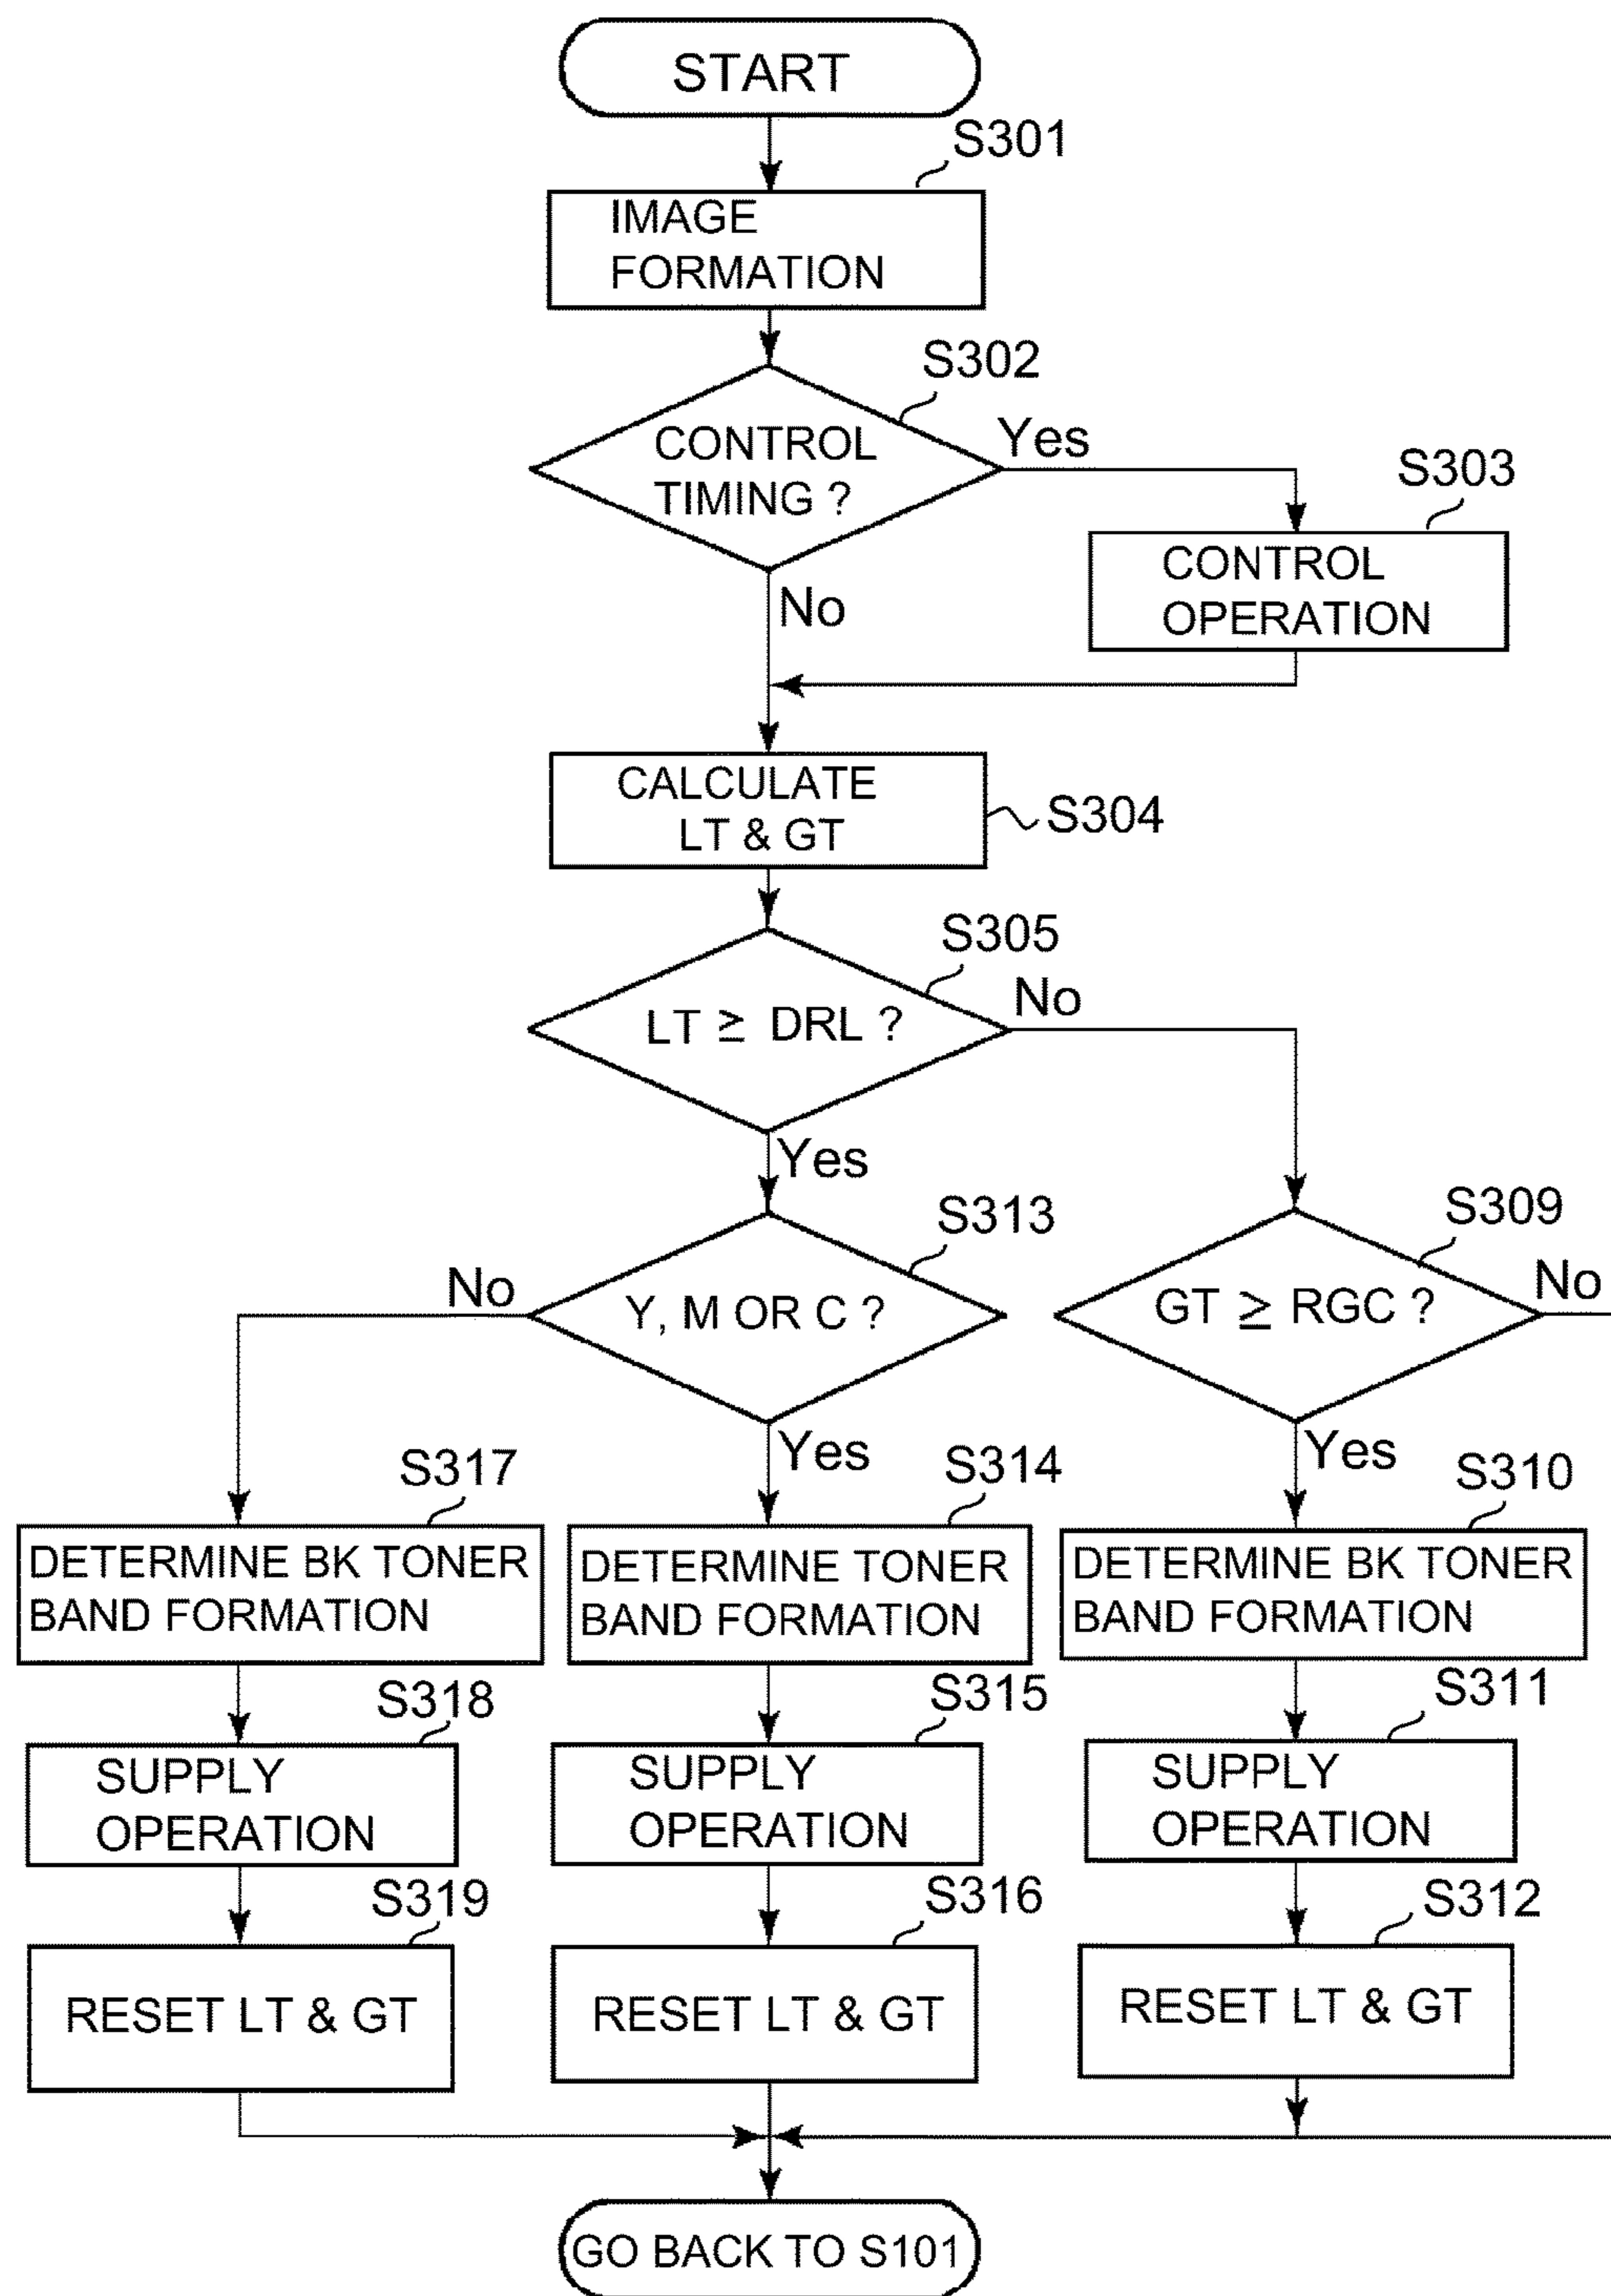 START
S301
IMAGE
FORMATION
S302
CONTROL
TIMING ?
Yes
No
S303
CONTROL
OPERATION
CALCULATE
LT & GT
S304
S305
LT ≥ DRL ?
No
Yes
S313
Y, M OR C ?
No
Yes
S309
GT ≥ RGC ?
No
Yes
S317
DETERMINE BK TONER
BAND FORMATION
S314
DETERMINE TONER
BAND FORMATION
S310
DETERMINE BK TONER
BAND FORMATION
S318
SUPPLY
OPERATION
S315
SUPPLY
OPERATION
S311
SUPPLY
OPERATION
S319
RESET LT & GT
S316
RESET LT & GT
S312
RESET LT & GT
GO BACK TO S101